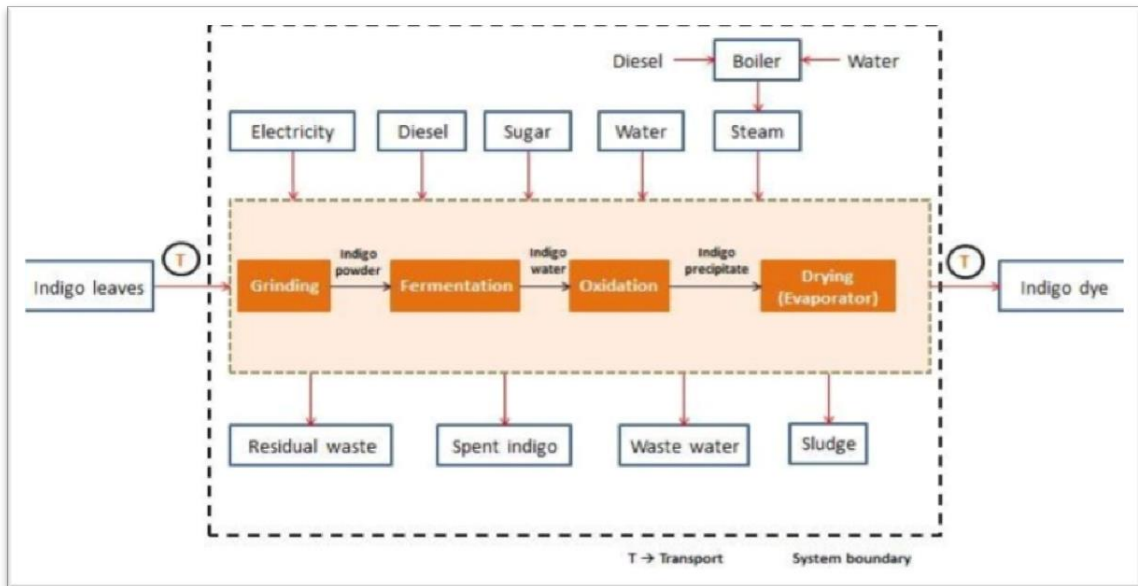 Diesel
Boiler
Water
Electricity
Diesel
Sugar
Water
Steam
T
Indigo leaves
Grinding
Indigo
powder
Fermentation
Indigo
water
Oxidation
Indigo
precipitate
Drying
(Evaporator)
T
Indigo dye
Residual waste
Spent indigo
Waste water
Sludge
T → Transport
System boundary